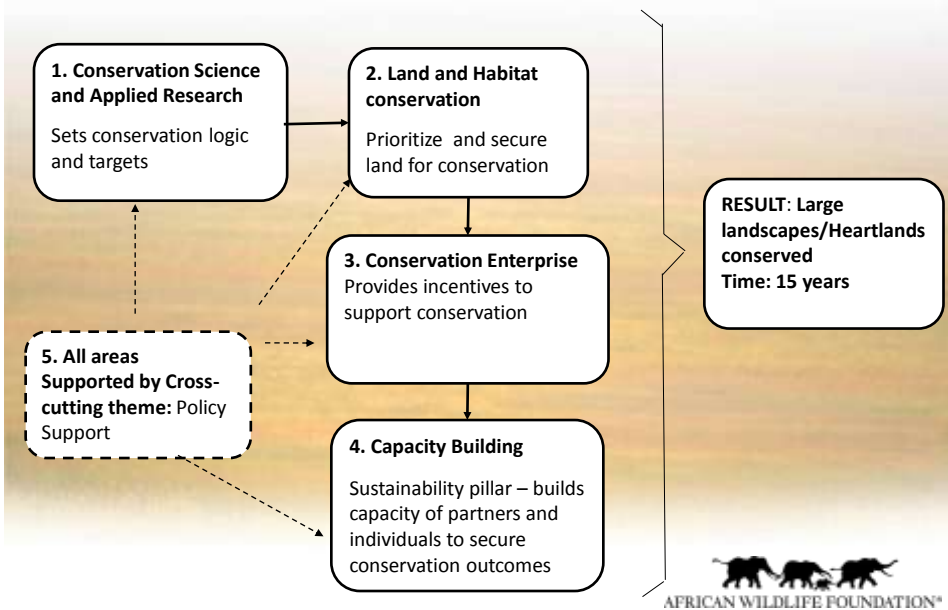 1. Conservation Science
and Applied Research
Sets conservation logic
and targets
2. Land and Habitat
conservation
Prioritize and secure
land for conservation
3. Conservation Enterprise
Provides incentives to
support conservation
4. Capacity Building
Sustainability pillar – builds
capacity of partners and
individuals to secure
conservation outcomes
5. All areas
Supported by Cross-
cutting theme: Policy
Support
RESULT: Large
landscapes/Heartlands
conserved
Time: 15 years
AFRICAN WILDLIFE FOUNDATION®